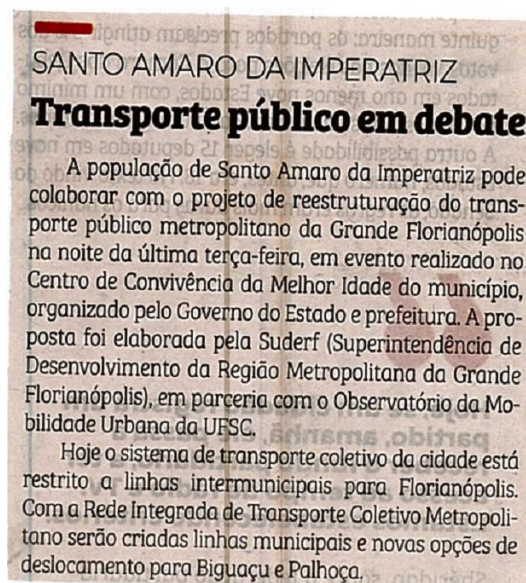 SANTO AMARO DA IMPERATRIZ
Transporte público em debate
A população de Santo Amaro da Imperatriz pode
colaborar com o projeto de reestruturação do trans-
porte público metropolitano da Grande Florianópolis
na noite da última terça-feira, em evento realizado no
Centro de Convivência da Melhor Idade do município,
organizado pelo Governo do Estado e prefeitura. A pro-
posta foi elaborada pela Suderf (Superintendência de
Desenvolvimento da Região Metropolitana da Grande
Florianópolis), em parceria com o Observatório da Mo-
bilidade Urbana da UFSC.
Hoje o sistema de transporte coletivo da cidade está
restrito a linhas intermunicipais para Florianópolis.
Com a Rede Integrada de Transporte Coletivo Metropoli-
tano serão criadas linhas municipais e novas opções de
deslocamento para Biguaçu e Palhoça.